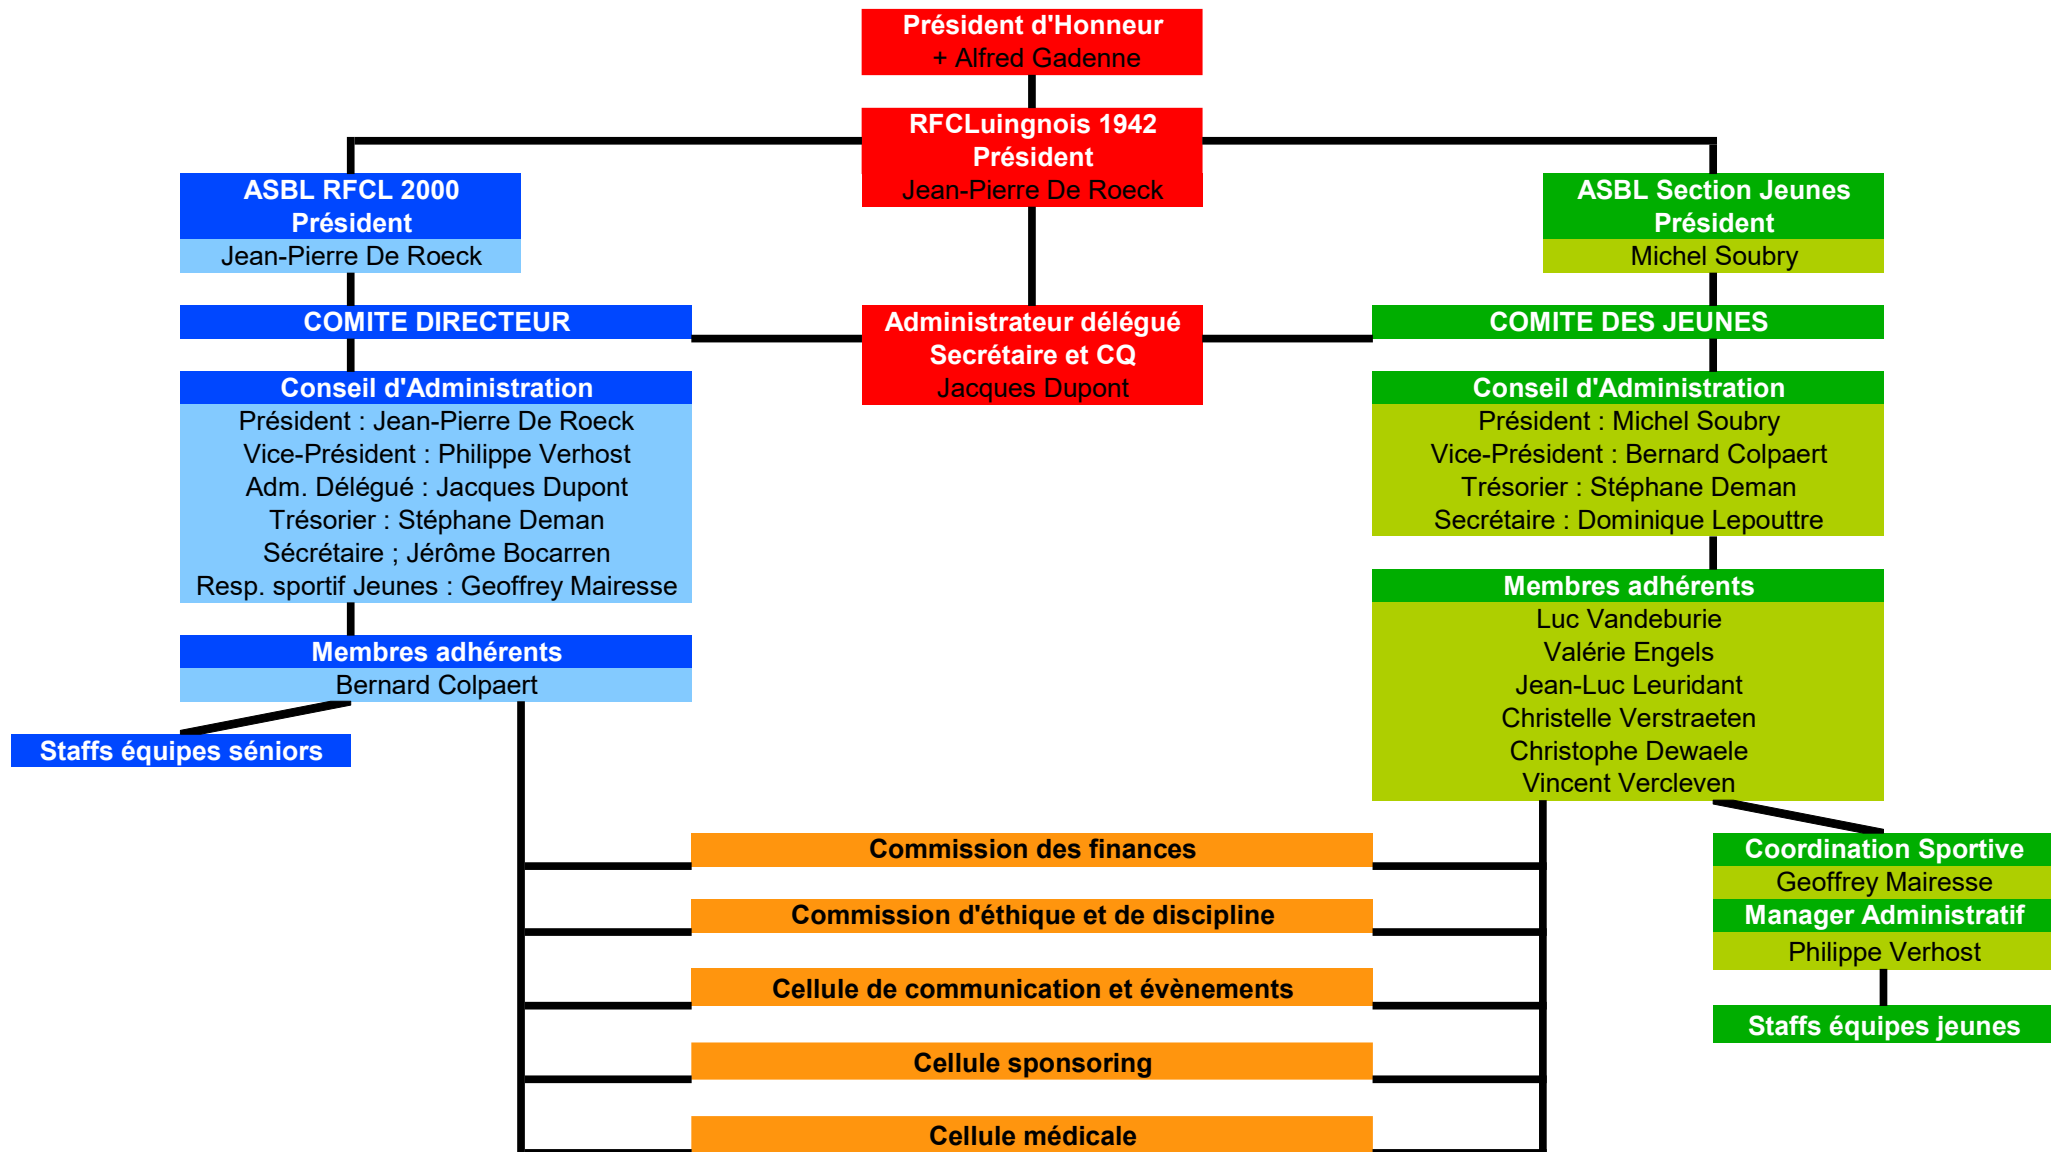 Président d'Honneur
+ Alfred Gadenne
RFCLuingnois 1942
Président
Jean-Pierre De Roeck
ASBL RFCL 2000
Président
Jean-Pierre De Roeck
ASBL Section Jeunes
Président
Michel Soubry
COMITE DIRECTEUR
Administrateur délégué
Secrétaire et CQ
Jacques Dupont
COMITE DES JEUNES
Conseil d'Administration
Président : Jean-Pierre De Roeck
Vice-Président : Philippe Verhost
Adm. Délégué : Jacques Dupont
Trésorier : Stéphane Deman
Sécrétaire ; Jérôme Bocarren
Resp. sportif Jeunes : Geoffrey Mairesse
Conseil d'Administration
Président : Michel Soubry
Vice-Président : Bernard Colpaert
Trésorier : Stéphane Deman
Secrétaire : Dominique Lepouttre
Membres adhérents
Bernard Colpaert
Membres adhérents
Luc Vandeburie
Valérie Engels
Jean-Luc Leuridant
Christelle Verstraeten
Christophe Dewaele
Vincent Vercleven
Staffs équipes séniors
Commission des finances
Commission d'éthique et de discipline
Cellule de communication et évènements
Cellule sponsoring
Cellule médicale
Coordination Sportive
Geoffrey Mairesse
Manager Administratif
Philippe Verhost
Staffs équipes jeunes